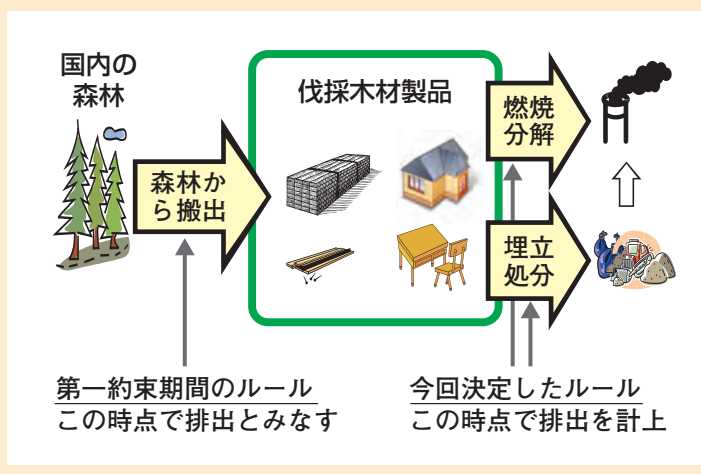 国内の
森林
伐採木材製品
森林か
ら搬出
燃焼
分解
埋立
処分
第一約束期間のルール
この時点で排出とみなす
今回決定したルール
この時点で排出を計上